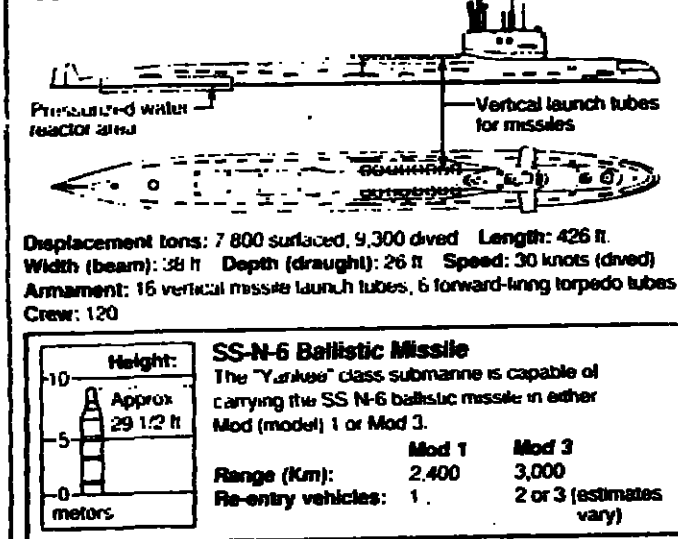 Pressurized water
reactor area
Vertical launch tubes
for missiles
Displacement tons: 7 800 surfaced, 9,300 dived Length: 426 ft.
Width (beam): 38 ft Depth (draught): 26 ft Speed: 30 knots (dived)
Armament: 16 vertical missile launch tubes, 6 forward-firing torpedo tubes
Crew: 120
Height:
10
Approx
29 1/2 ft
5
0
meters
SS-N-6 Ballistic Missile
The "Yankee" class submarine is capable of
carrying the SS N-6 ballistic missile in either
Mod (model) 1 or Mod 3.
Mod 1 Mod 3
Range (Km): 2,400 3,000
Re-entry vehicles: 1 2 or 3 (estimates
vary)